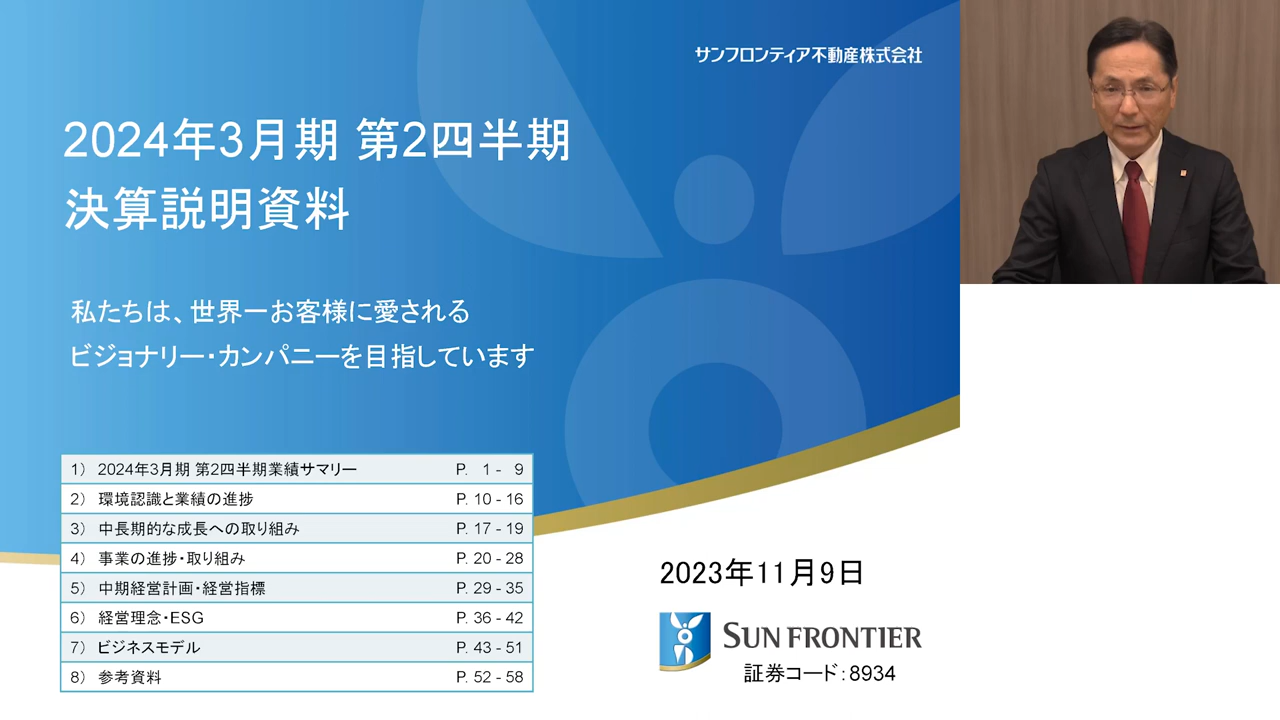 サンフロンティア不動産株式会社
2024年3月期 第2四半期
決算説明資料
私たちは、世界一お客様に愛される
ビジョナリー・カンパニーを目指しています
1) 2024年3月期 第2四半期業績サマリー P. 1 - 9
2) 環境認識と業績の進捗 P. 10 - 16
3) 中長期的な成長への取り組み P. 17 - 19
4) 事業の進捗・取り組み P. 20 - 28
5) 中期経営計画・経営指標 P. 29 - 35
6) 経営理念・ESG P. 36 - 42
7) ビジネスモデル P. 43 - 51
8) 参考資料 P. 52 - 58
2023年11月9日
SUN FRONTIER
証券コード：8934